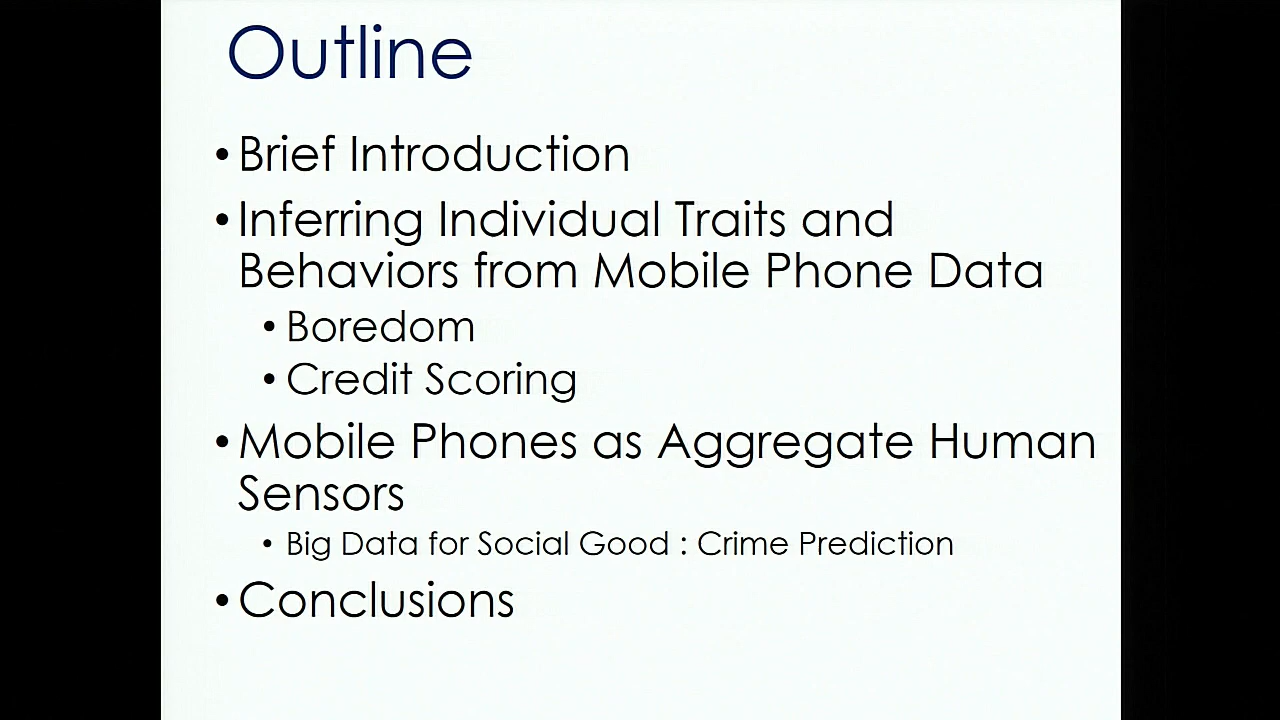 Outline
• Brief Introduction
• Inferring Individual Traits and
Behaviors from Mobile Phone Data
• Boredom
• Credit Scoring
• Mobile Phones as Aggregate Human
Sensors
• Big Data for Social Good : Crime Prediction
• Conclusions